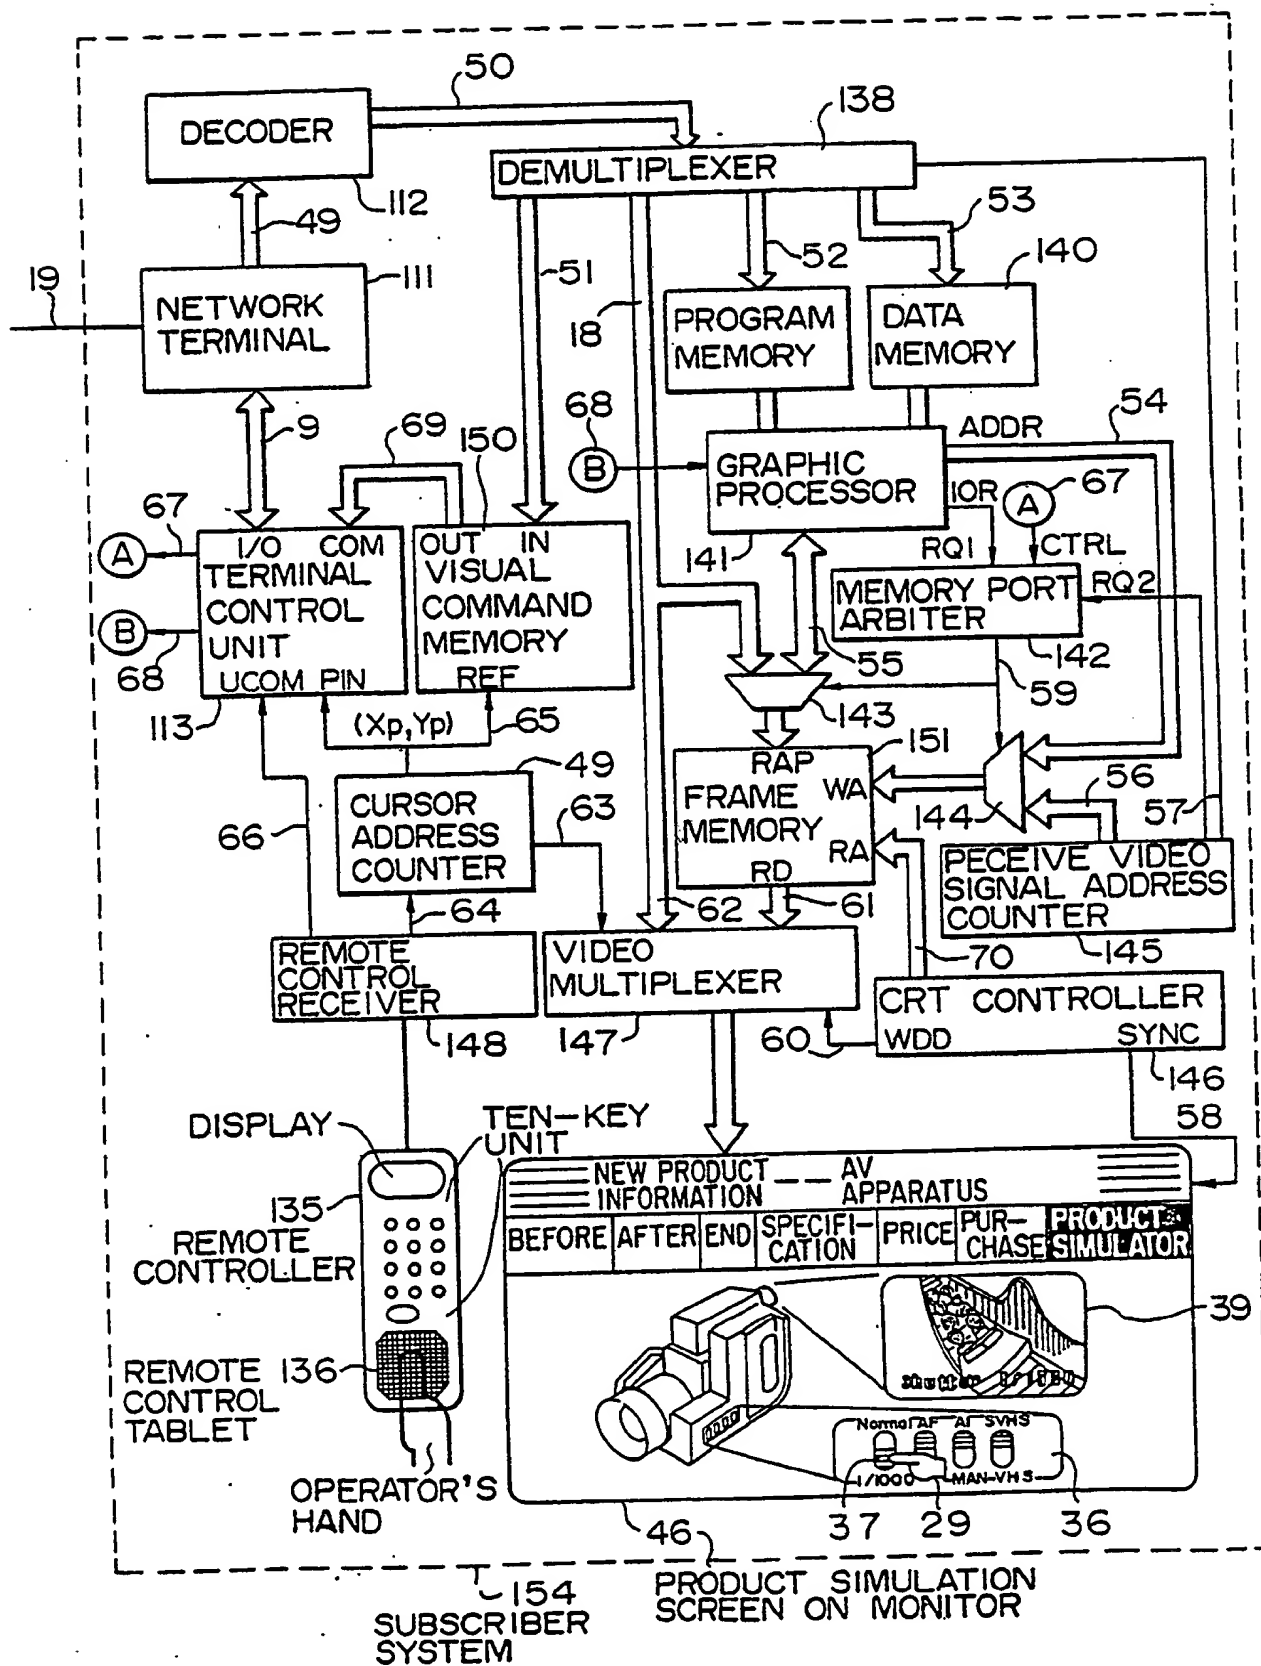 50
138
DECODER
DEMULTIPLEXER
112
49
53
52
140
51
111
19
NETWORK
TERMINAL
18
PROGRAM
MEMORY
DATA
MEMORY
68
54
9
69
150
ADDR
B
GRAPHIC
PROCESSOR
IOR
A
67
67
A
I/O COM
OUT IN
141
RQ1
CTRL
TERMINAL
CONTROL
UNIT
VISUAL
COMMAND
MEMORY
MEMORY PORT
ARBITER
RQ2
B
68
55
142
UCOM PIN
REF
59
113
(Xp,Yp)
65
143
151
49
RAP
WA
56
FRAME
MEMORY
CURSOR
ADDRESS
COUNTER
63
144
57
66
RA
PECEIVE VIDEO
SIGNAL ADDRESS
COUNTER
RD
64
62
61
145
REMOTE
CONTROL
RECEIVER
VIDEO
MULTIPLEXER
70
CRT CONTROLLER
148
147
60
WDD
SYNC
146
58
DISPLAY
TEN-KEY
UNIT
135
NEW PRODUCT
INFORMATION
AV
APPARATUS
REMOTE
CONTROLLER
BEFORE
AFTER
END
SPECIFI-
CATION
PRICE
PUR-
CHASE
PRODUCT
SIMULATOR
39
REMOTE
CONTROL
TABLET
136
Shutter
Normal AF AI SVHS
1/1000
MAN-VHS
OPERATOR'S
HAND
37
29
36
46
154
SUBSCRIBER
SYSTEM
PRODUCT SIMULATION
SCREEN ON MONITOR